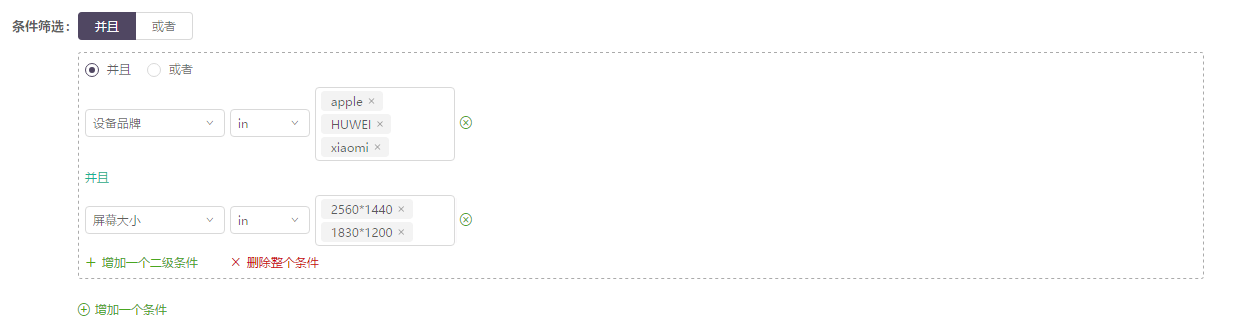 条件筛选： 并且 或者
并且 或者
设备品牌 in apple ×
HUWEI ×
xiaomi ×
并且
屏幕大小 in 2560*1440 ×
1830*1200 ×
+ 增加一个二级条件 × 删除整个条件
增加一个条件